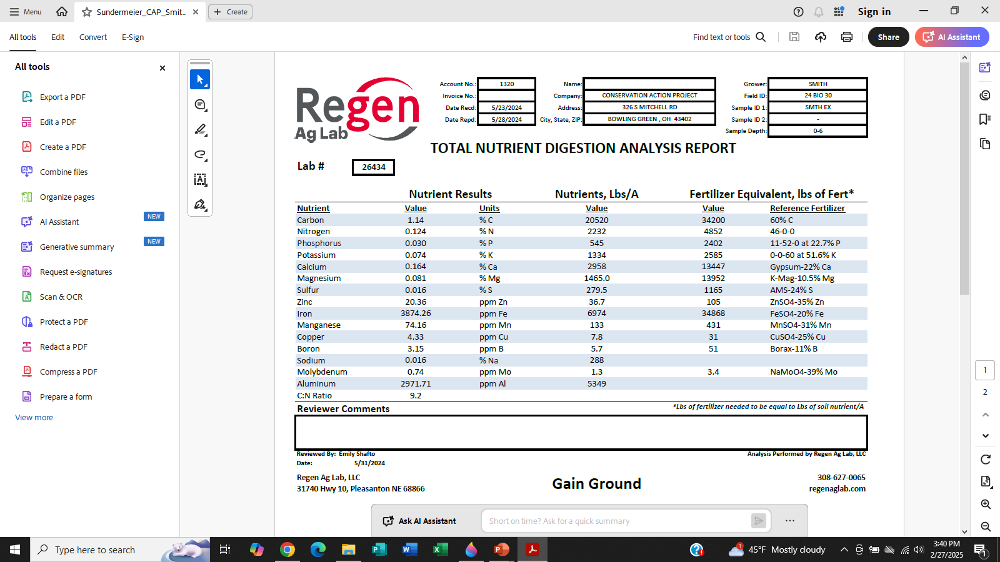 Menu
Sundermeier_CAP_Smit..
Create
Sign in
All tools
Edit
Convert
E-Sign
Find text or tools
Share
AI Assistant
All tools
Export a PDF
Edit a PDF
Create a PDF
Combine files
Organize pages
AI Assistant NEW
Generative summary NEW
Request e-signatures
Scan & OCR
Protect a PDF
Redact a PDF
Compress a PDF
Prepare a form
View more
Regen
Ag Lab
Account No.: 1320
Invoice No.:
Date Recd: 5/23/2024
Date Repd: 5/28/2024
Name:
Company: CONSERVATION ACTION PROJECT
Address: 326 S MITCHELL RD
City, State, ZIP: BOWLING GREEN , OH 43402
Grower: SMITH
Field ID: 24 BIO 30
Sample ID 1: SMTH EX
Sample ID 2: -
Sample Depth: 0-6
TOTAL NUTRIENT DIGESTION ANALYSIS REPORT
Lab # 26434
Nutrient Results Nutrients, Lbs/A Fertilizer Equivalent, lbs of Fert*
Nutrient Value Units Value Value Reference Fertilizer
Carbon 1.14 % C 20520 34200 60% C
Nitrogen 0.124 % N 2232 4852 46-0-0
Phosphorus 0.030 % P 545 2402 11-52-0 at 22.7% P
Potassium 0.074 % K 1334 2585 0-0-60 at 51.6% K
Calcium 0.164 % Ca 2958 13447 Gypsum-22% Ca
Magnesium 0.081 % Mg 1465.0 13952 K-Mag-10.5% Mg
Sulfur 0.016 % S 279.5 1165 AMS-24% S
Zinc 20.36 ppm Zn 36.7 105 ZnSO4-35% Zn
Iron 3874.26 ppm Fe 6974 34868 FeSO4-20% Fe
Manganese 74.16 ppm Mn 133 431 MnSO4-31% Mn
Copper 4.33 ppm Cu 7.8 31 CuSO4-25% Cu
Boron 3.15 ppm B 5.7 51 Borax-11% B
Sodium 0.016 % Na 288
Molybdenum 0.74 ppm Mo 1.3 3.4 NaMoO4-39% Mo
Aluminum 2971.71 ppm Al 5349
C:N Ratio 9.2
Reviewer Comments *Lbs of fertilizer needed to be equal to Lbs of soil nutrient/A
Reviewed By: Emily Shafto Analysis Performed by Regen Ag Lab, LLC
Date: 5/31/2024
Regen Ag Lab, LLC
31740 Hwy 10, Pleasanton NE 68866
Gain Ground
308-627-0065
regenaglab.com
1
2
Ask AI Assistant
Short on time? Ask for a quick summary
Type here to search
1
45°F Mostly cloudy
3:40 PM
2/27/2025
1